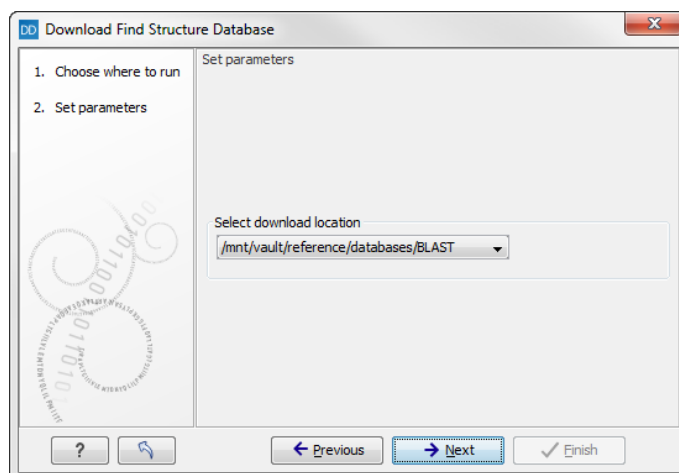 DD Download Find Structure Database
1. Choose where to run
2. Set parameters
Set parameters
Select download location
/mnt/vault/reference/databases/BLAST
? Previous Next Finish